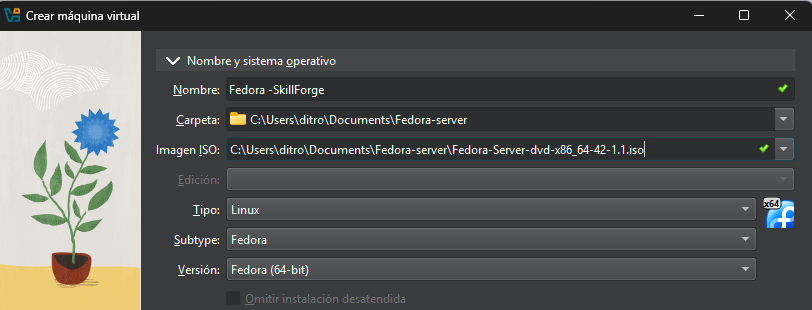 Crear máquina virtual
Nombre y sistema operativo
Nombre: Fedora -SkillForge
Carpeta: C:\Users\ditro\Documents\Fedora-server
Imagen ISO: C:\Users\ditro\Documents\Fedora-server\Fedora-Server-dvd-x86_64-42-1.1.iso
Edición:
Tipo: Linux
x64
Subtype: Fedora
Versión: Fedora (64-bit)
Omitir instalación desatendida